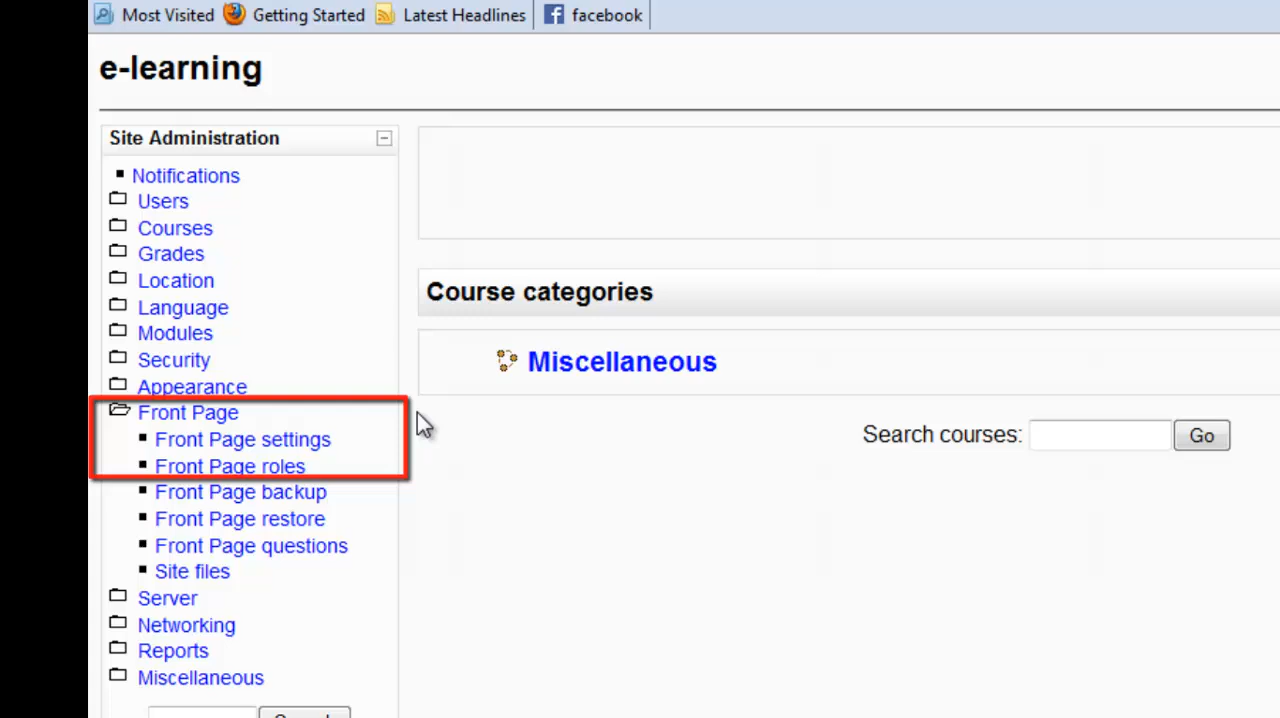 Most Visited Getting Started Latest Headlines facebook
e-learning
Site Administration
Notifications
Users
Courses
Grades
Location
Language
Modules
Security
Appearance
Front Page
Front Page settings
Front Page roles
Front Page backup
Front Page restore
Front Page questions
Site files
Server
Networking
Reports
Miscellaneous
Course categories
Miscellaneous
Search courses: Go